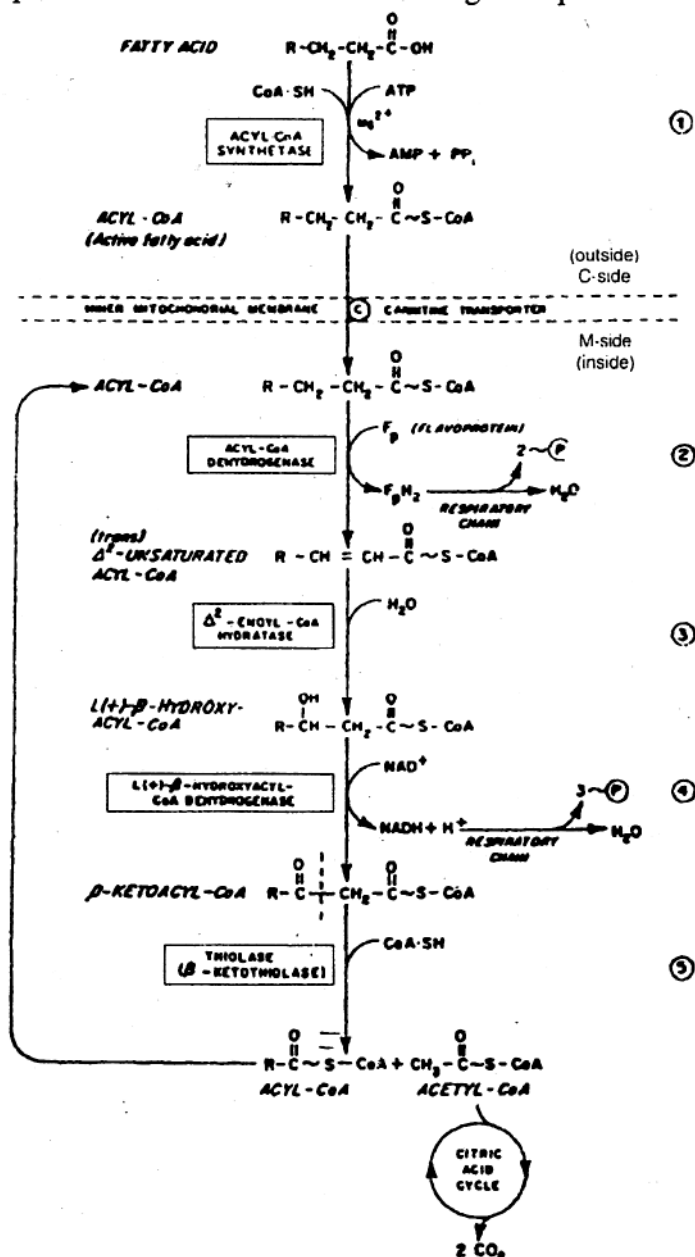 FATTY ACID
R–CH₂–CH₂–C–OH
O
CoA·SH
ATP
Mg²⁺
ACYL-CoA
SYNTHETASE
AMP + PPᵢ
①
ACYL-CoA
(Active fatty acid)
O
R–CH₂–CH₂–C~S–CoA
(outside)
C-side
INNER MITOCHONDRIAL MEMBRANE Ⓒ CARNITINE TRANSPORTER
M-side
(inside)
ACYL-CoA
O
R–CH₂–CH₂–C~S–CoA
Fp (FLAVOPROTEIN)
ACYL-CoA
DEHYDROGENASE
2~Ⓟ
②
FpH₂
H₂O
RESPIRATORY
CHAIN
(trans)
Δ²-UNSATURATED
ACYL-CoA
O
R–CH=CH–C~S–CoA
Δ²-ENOYL-CoA
HYDRATASE
H₂O
③
L(+)-β-HYDROXY-
ACYL-CoA
OH
O
R–CH–CH₂–C~S–CoA
NAD⁺
L(+)-β-HYDROXYACYL-
CoA DEHYDROGENASE
3~Ⓟ
④
NADH + H⁺
H₂O
RESPIRATORY
CHAIN
β-KETOACYL-CoA
O
O
R–C–CH₂–C~S–CoA
THIOLASE
(β-KETOTHIOLASE)
CoA·SH
⑤
O
O
R–C~S–CoA + CH₃–C~S–CoA
ACYL-CoA
ACETYL-CoA
CITRIC
ACID
CYCLE
2 CO₂